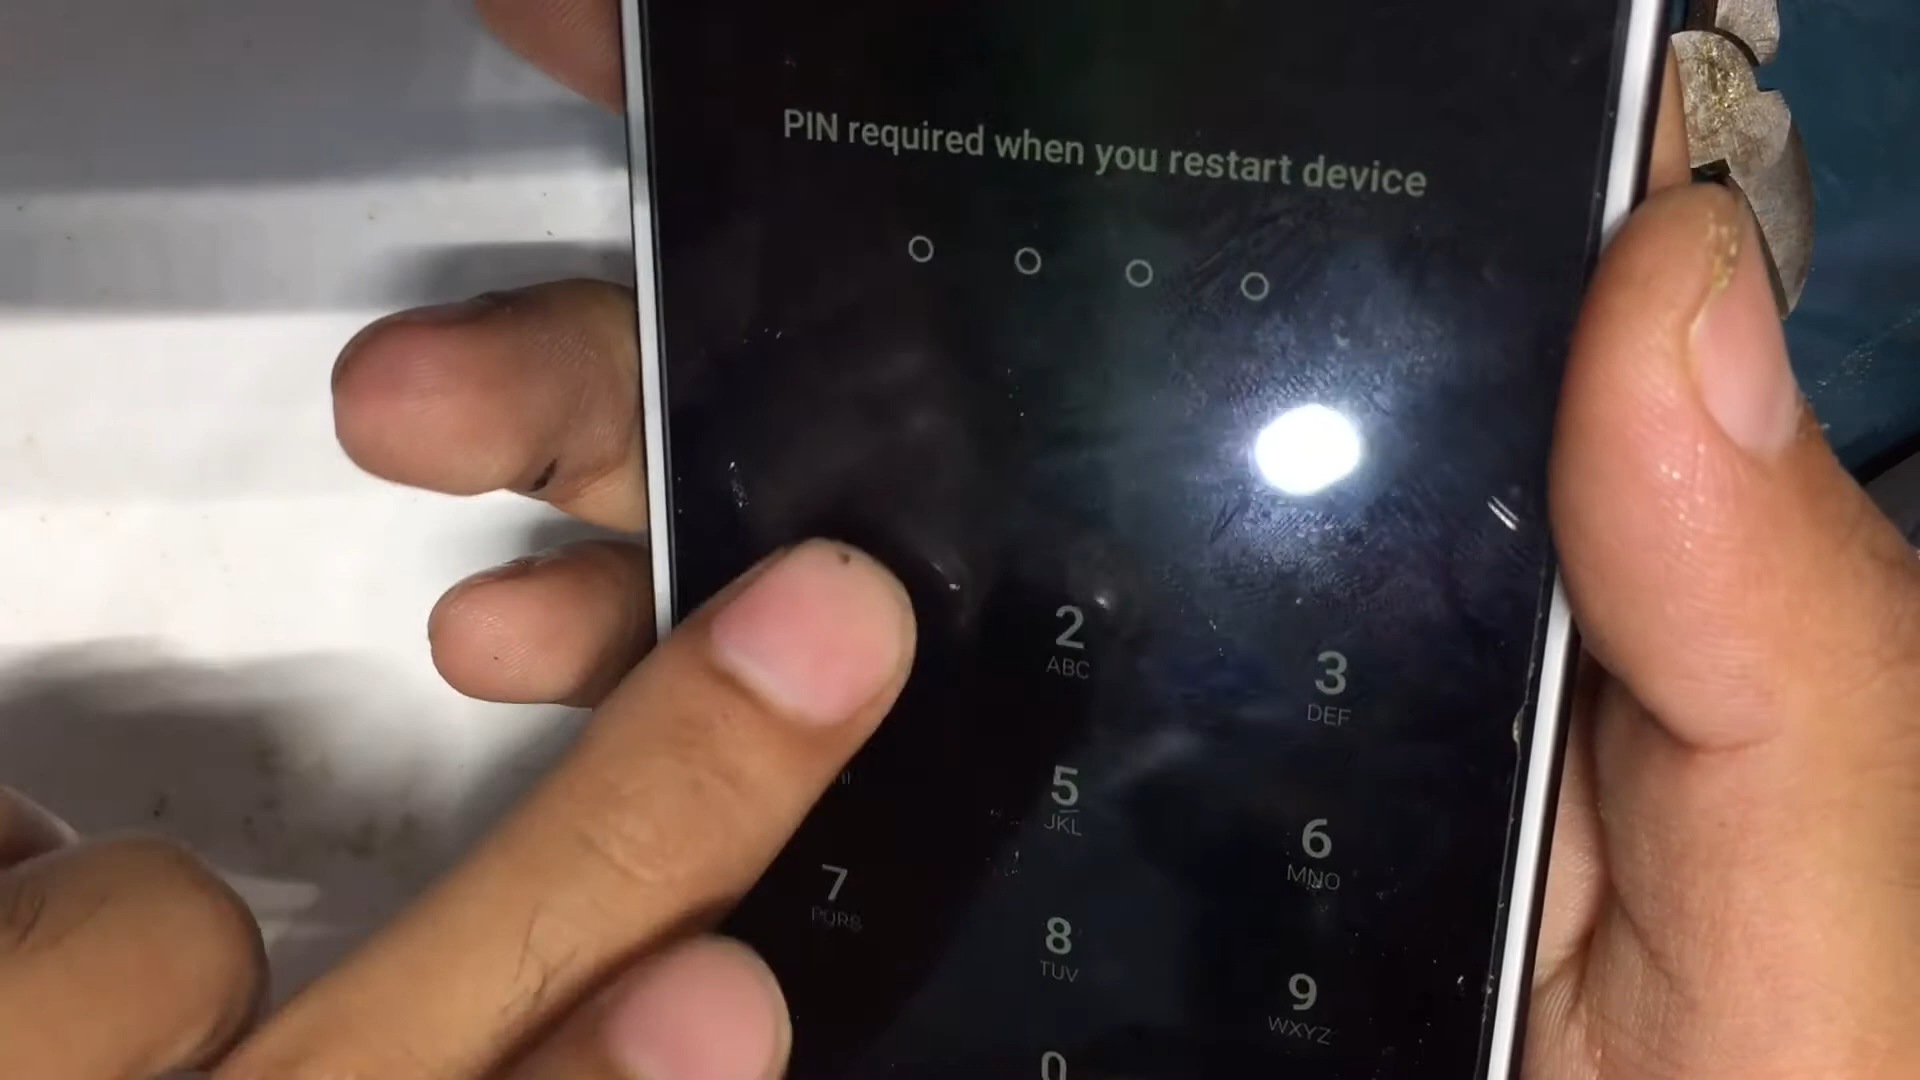 PIN required when you restart device
2
ABC
3
DEF
5
JKL
6
MNO
7
PQRS
8
TUV
9
WXYZ
0